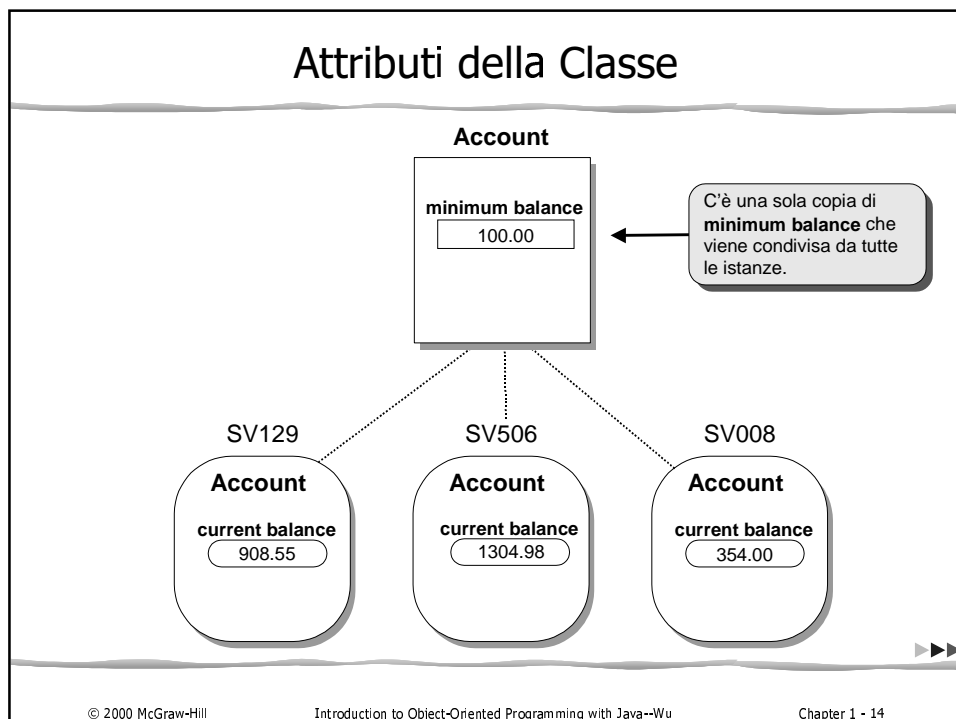 Attributi della Classe
Account
minimum balance
100.00
C'è una sola copia di
minimum balance che
viene condivisa da tutte
le istanze.
SV129
Account
current balance
908.55
SV506
Account
current balance
1304.98
SV008
Account
current balance
354.00
© 2000 McGraw-Hill Introduction to Object-Oriented Programming with Java--Wu Chapter 1 - 14